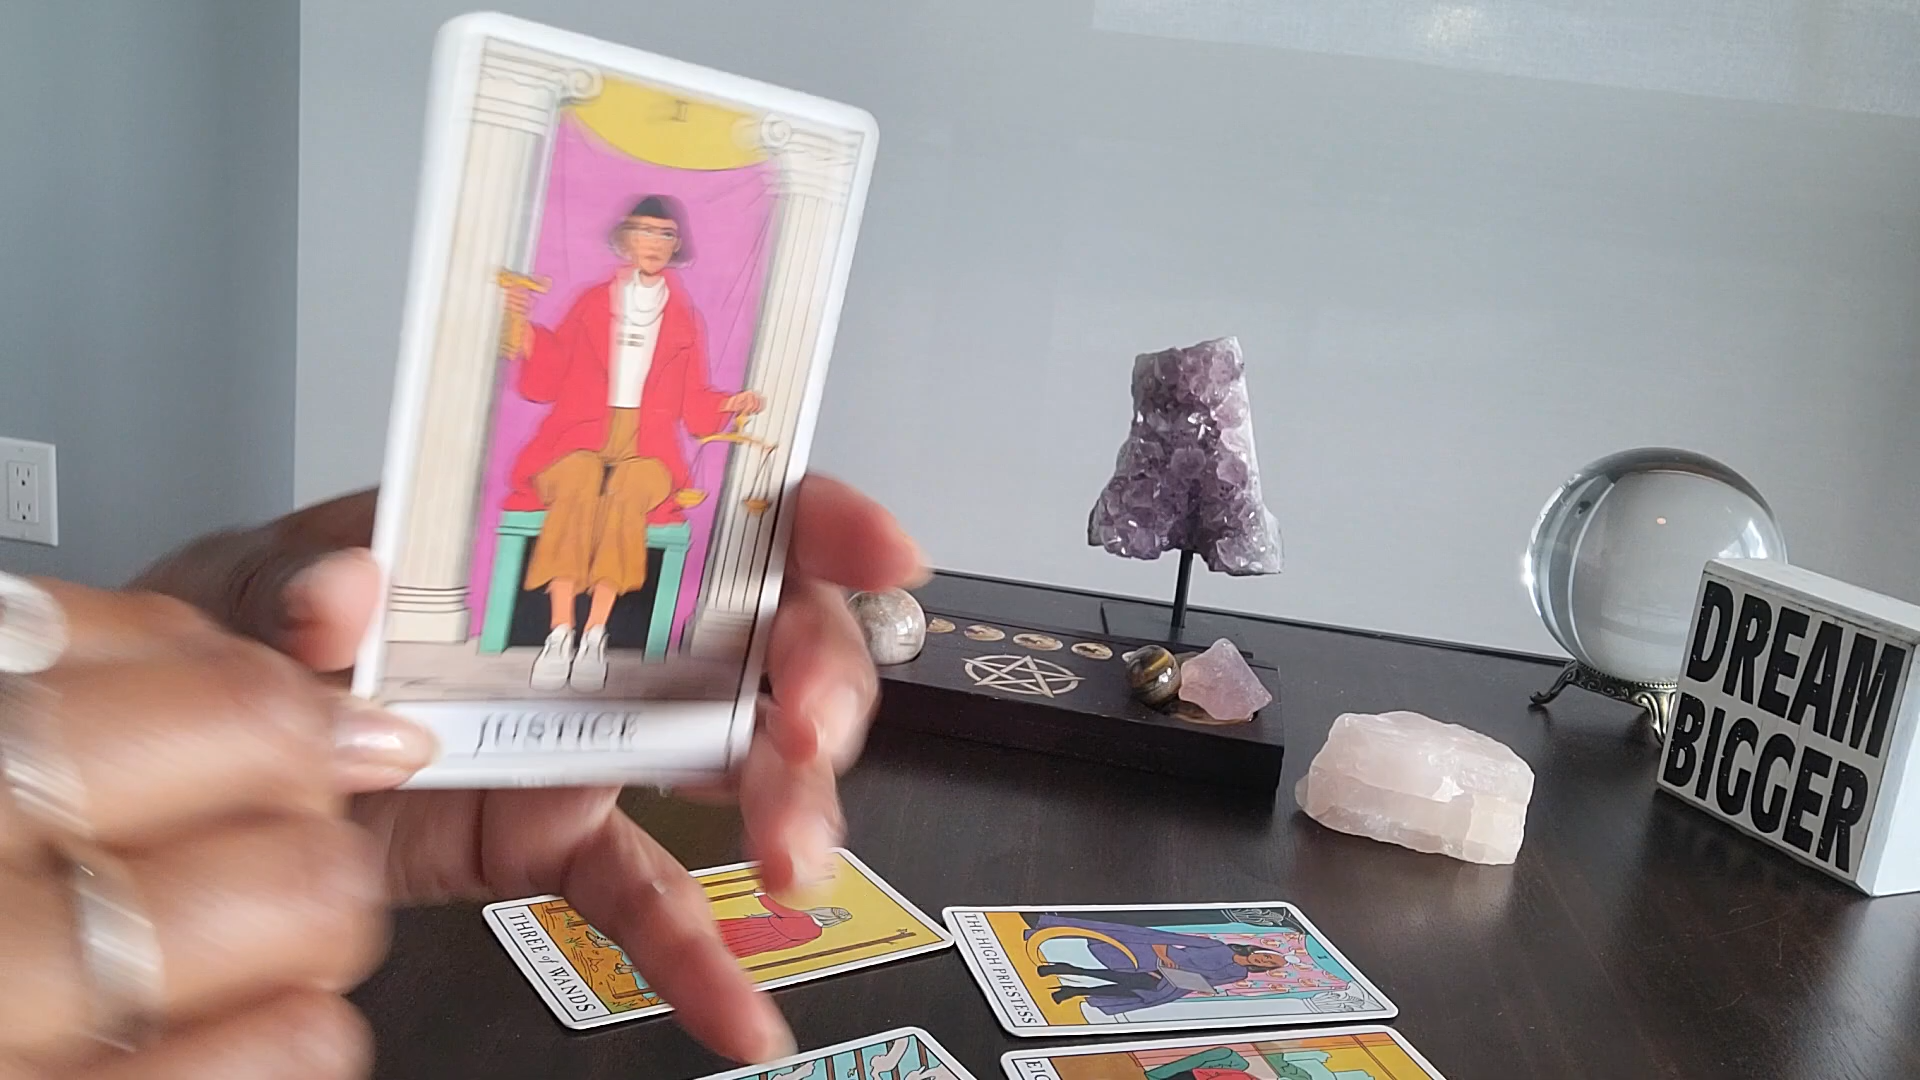 JUSTICE
DREAM
BIGGER
THREE of WANDS
THE HIGH PRIESTESS